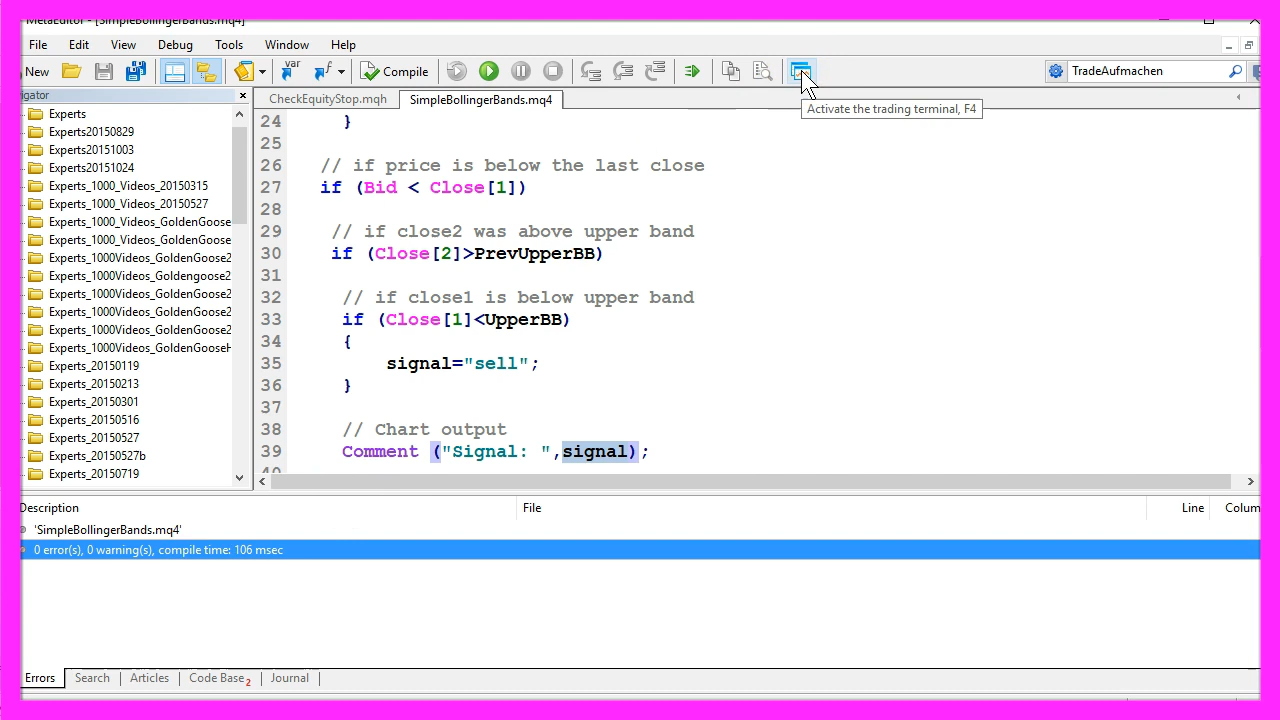 MetaEditor - [SimpleBollingerBands.mq4]
File Edit View Debug Tools Window Help
New var Compile TradeAufmachen
Activate the trading terminal, F4
CheckEquityStop.mqh SimpleBollingerBands.mq4
Experts
Experts20150829
Experts20151003
Experts20151024
Experts_1000_Videos_20150315
Experts_1000_Videos_20150527
Experts_1000_Videos_GoldenGoose
Experts_1000_Videos_GoldenGoose
Experts_1000Videos_GoldenGoose2
Experts_1000Videos_Goldengoose2
Experts_1000Videos_GoldenGoose2
Experts_1000Videos_GoldenGoose2
Experts_1000Videos_GoldenGoose2
Experts_1000Videos_GoldenGooseH
Experts_20150119
Experts_20150213
Experts_20150301
Experts_20150516
Experts_20150527
Experts_20150527b
Experts_20150719
24 }
25
26 // if price is below the last close
27 if (Bid < Close[1])
28
29 // if close2 was above upper band
30 if (Close[2]>PrevUpperBB)
31
32 // if close1 is below upper band
33 if (Close[1]<UpperBB)
34 {
35 signal="sell";
36 }
37
38 // Chart output
39 Comment ("Signal: ",signal);
Description File Line Colum
'SimpleBollingerBands.mq4'
0 error(s), 0 warning(s), compile time: 106 msec
Errors Search Articles Code Base 2 Journal